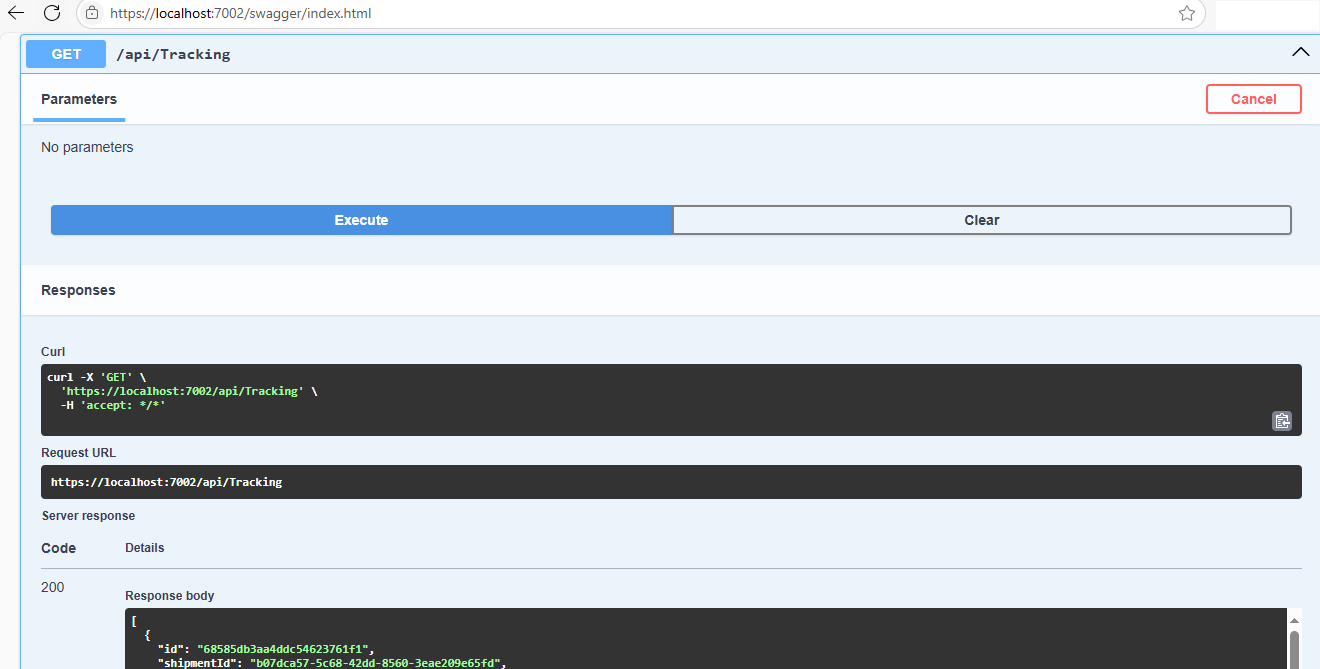 https://localhost:7002/swagger/index.html
GET /api/Tracking
Parameters
Cancel
No parameters
Execute
Clear
Responses
Curl
curl -X 'GET' \
'https://localhost:7002/api/Tracking' \
-H 'accept: */*'
Request URL
https://localhost:7002/api/Tracking
Server response
Code
Details
200
Response body
[
{
"id": "68585db3aa4ddc54623761f1",
"shipmentId": "b07dca57-5c68-42dd-8560-3eae209e65fd",